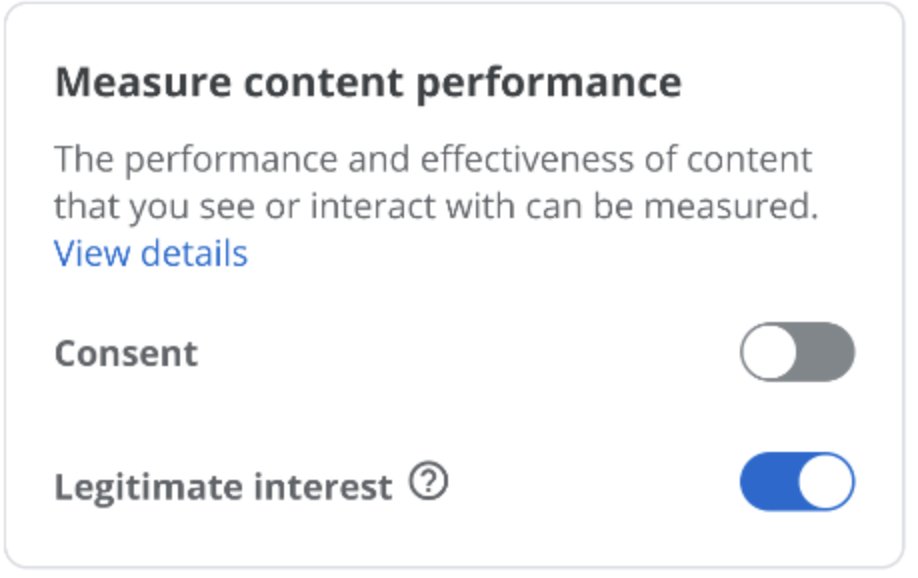 Measure content performance
The performance and effectiveness of content
that you see or interact with can be measured.
View details
Consent
Legitimate interest ?